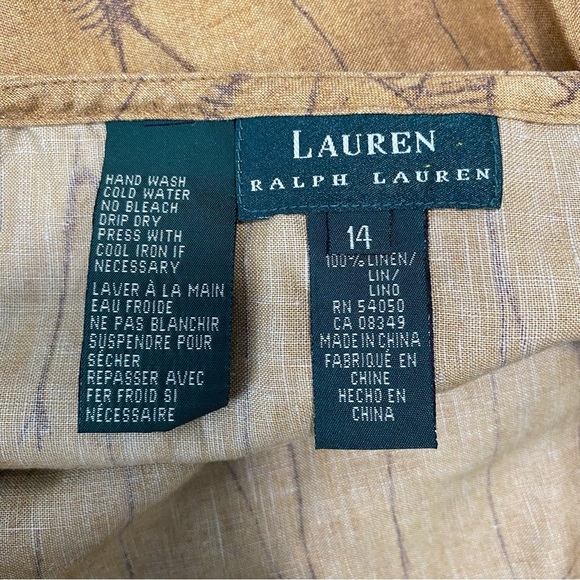 LAUREN
RALPH LAUREN
HAND WASH
COLD WATER
NO BLEACH
DRIP DRY
PRESS WITH
COOL IRON IF
NECESSARY
LAVER À LA MAIN
EAU FROIDE
NE PAS BLANCHIR
SUSPENDRE POUR
SÉCHER
REPASSER AVEC
FER FROID SI
NÉCESSAIRE
14
100% LINEN/
LIN/
LINO
RN 54050
CA 08349
MADE IN CHINA
FABRIQUÉ EN
CHINE
HECHO EN
CHINA